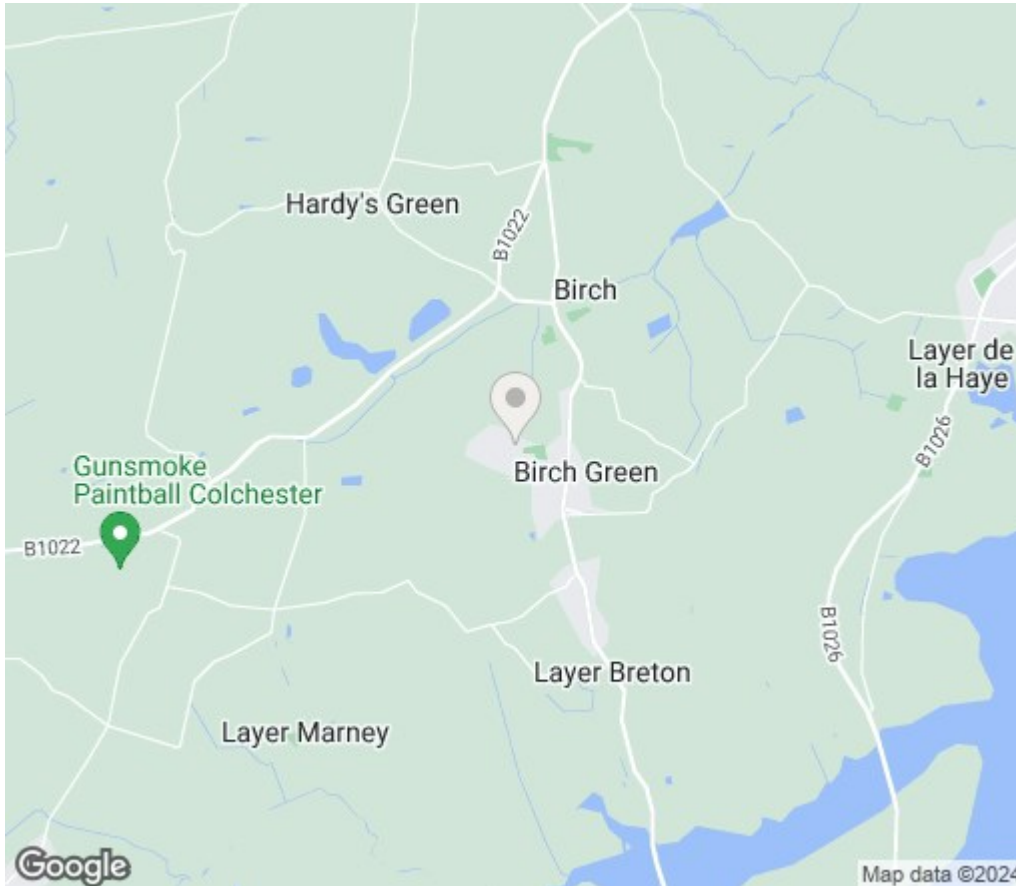 Hardy's Green
B1022
Birch
Layer de
la Haye
Birch Green
B1026
Gunsmoke
Paintball Colchester
B1022
B1026
Layer Breton
Layer Marney
Google
Map data ©2024